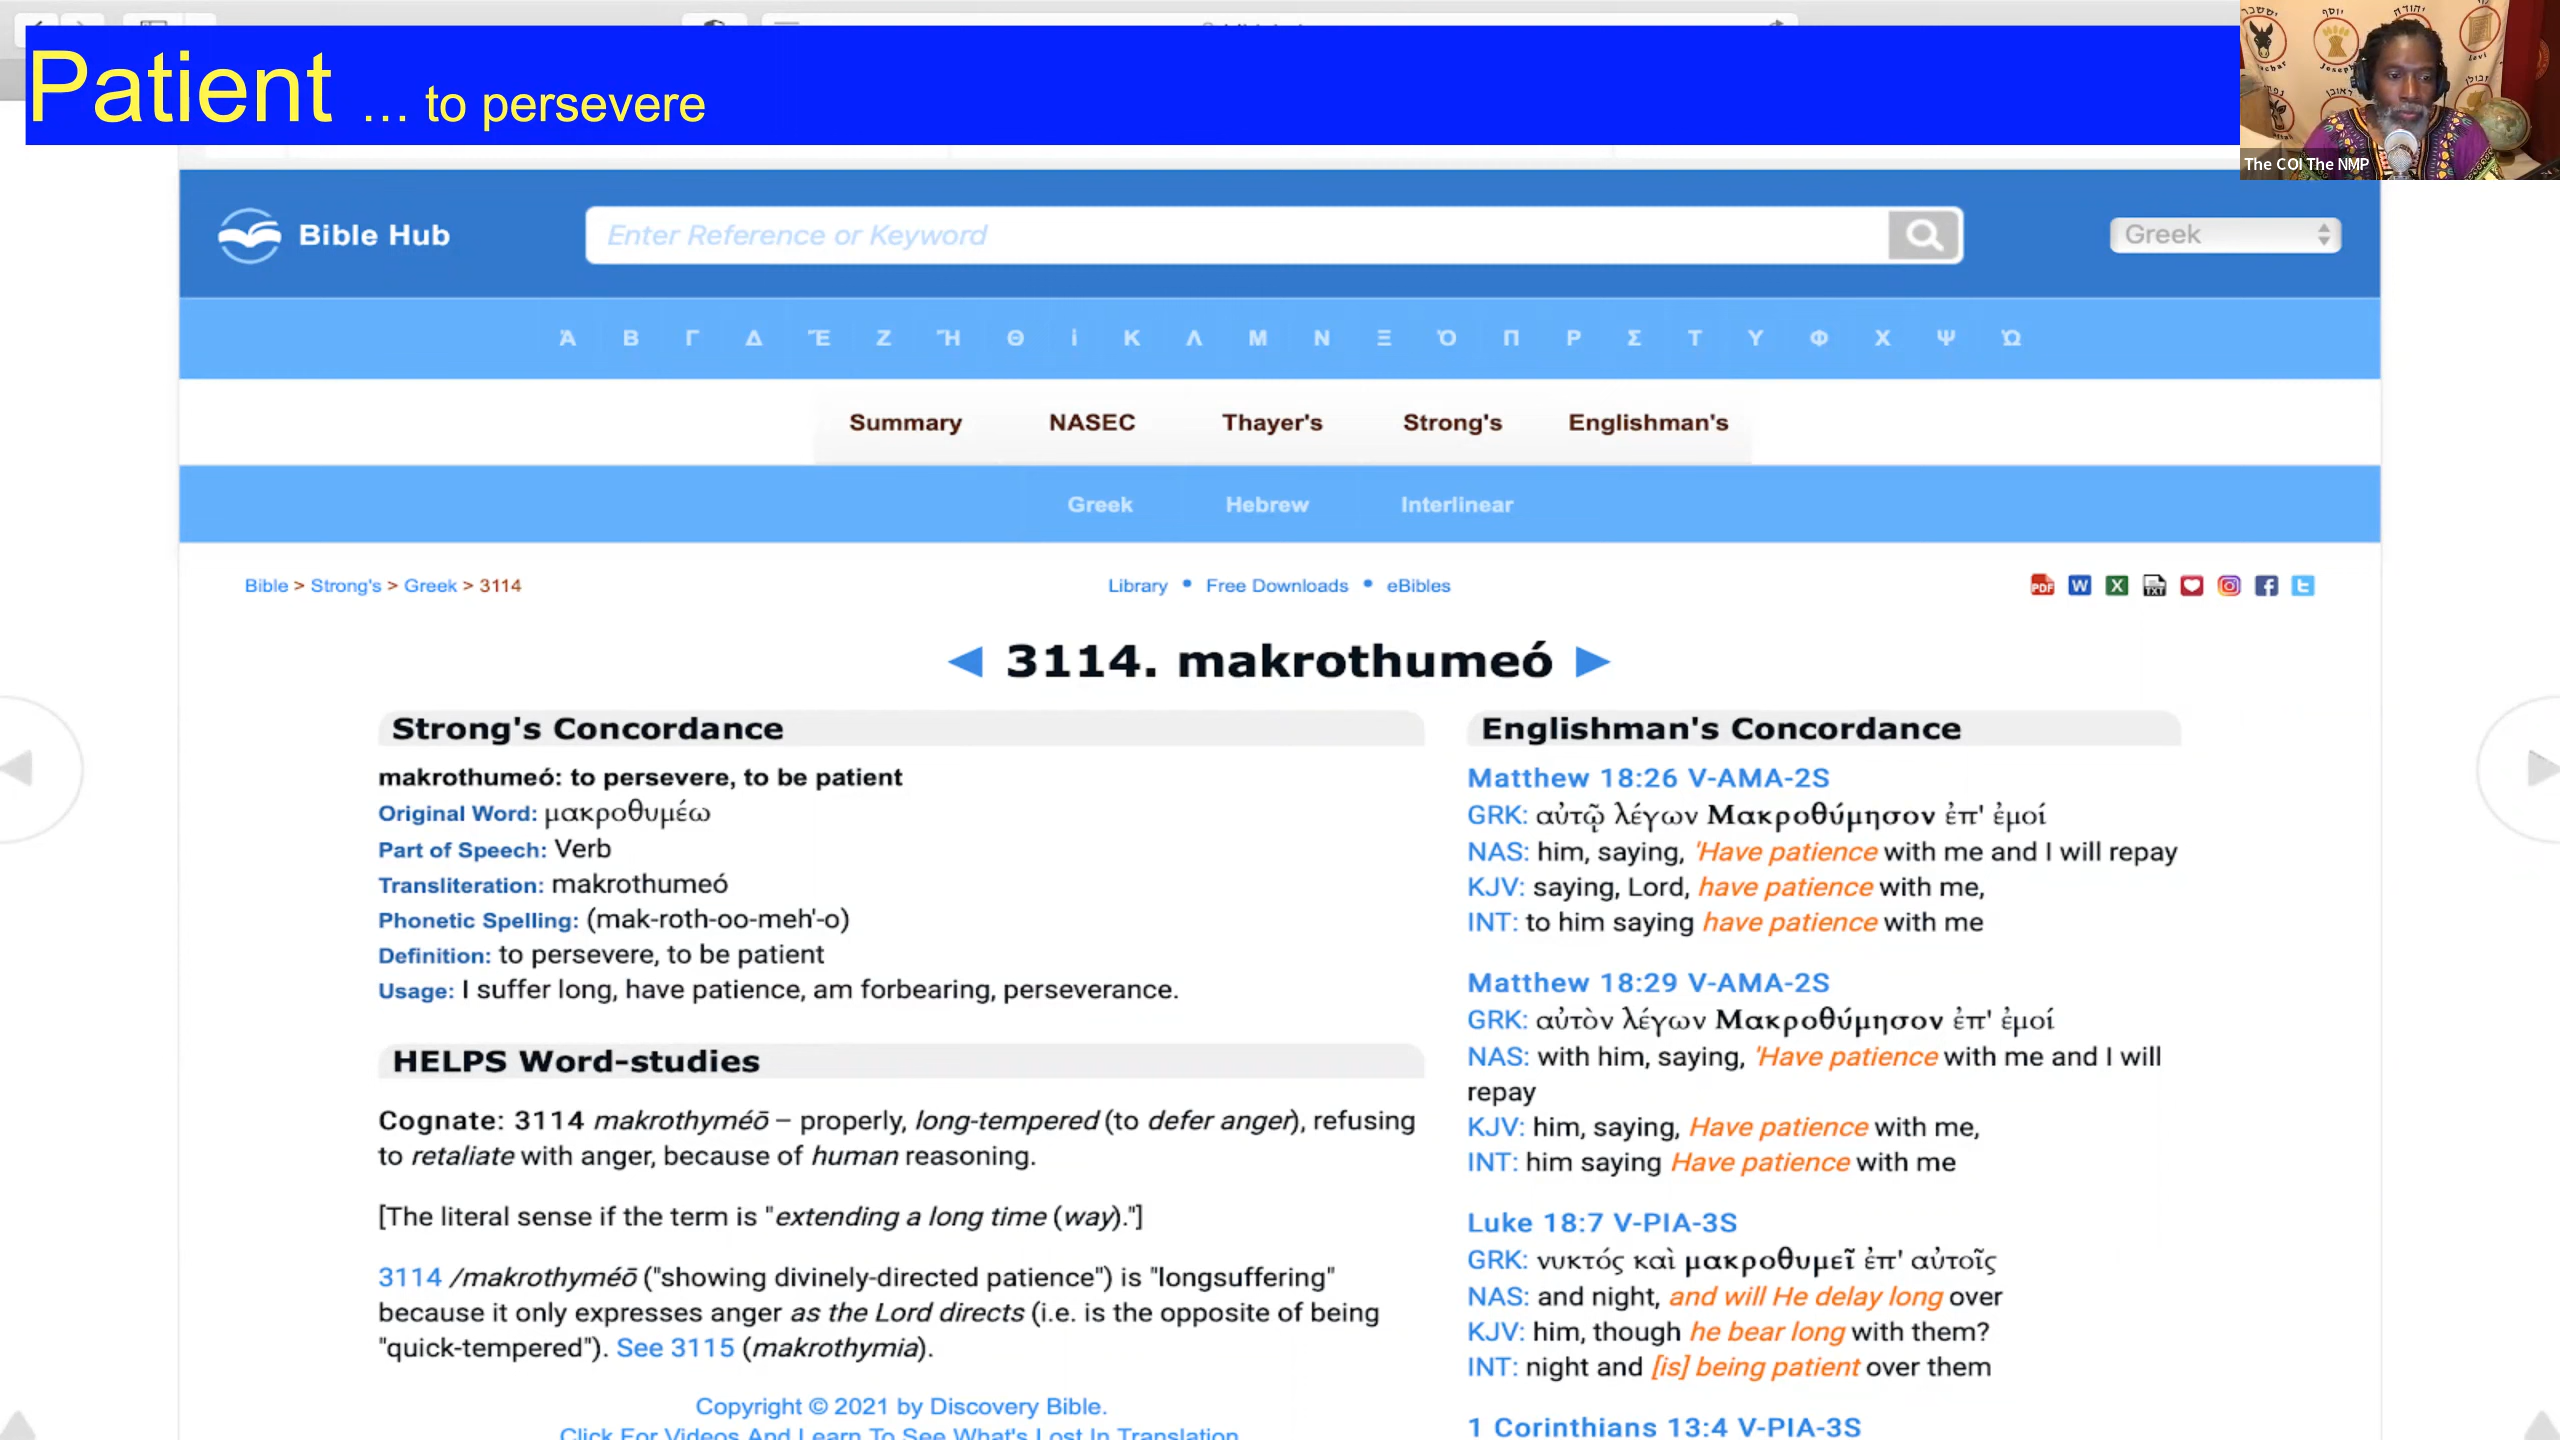 Patient ... to persevere
The COI The NMP
Bible Hub
Enter Reference or Keyword
Greek
Ἀ Β Γ Δ Ἔ Ζ Ἤ Θ ἰ Κ Λ Μ Ν Ξ Ὀ Π Ρ Σ Τ Υ Φ Χ Ψ Ὠ
Summary NASEC Thayer's Strong's Englishman's
Greek Hebrew Interlinear
Bible > Strong's > Greek > 3114
Library • Free Downloads • eBibles
◄ 3114. makrothumeó ►
Strong's Concordance
makrothumeó: to persevere, to be patient
Original Word: μακροθυμέω
Part of Speech: Verb
Transliteration: makrothumeó
Phonetic Spelling: (mak-roth-oo-meh'-o)
Definition: to persevere, to be patient
Usage: I suffer long, have patience, am forbearing, perseverance.
HELPS Word-studies
Cognate: 3114 makrothyméō – properly, long-tempered (to defer anger), refusing
to retaliate with anger, because of human reasoning.
[The literal sense if the term is "extending a long time (way)."]
3114 /makrothyméō ("showing divinely-directed patience") is "longsuffering"
because it only expresses anger as the Lord directs (i.e. is the opposite of being
"quick-tempered"). See 3115 (makrothymia).
Copyright © 2021 by Discovery Bible.
Click For Videos And Learn To See What's Lost In Translation
Englishman's Concordance
Matthew 18:26 V-AMA-2S
GRK: αὐτῷ λέγων Μακροθύμησον ἐπ' ἐμοί
NAS: him, saying, 'Have patience with me and I will repay
KJV: saying, Lord, have patience with me,
INT: to him saying have patience with me
Matthew 18:29 V-AMA-2S
GRK: αὐτὸν λέγων Μακροθύμησον ἐπ' ἐμοί
NAS: with him, saying, 'Have patience with me and I will
repay
KJV: him, saying, Have patience with me,
INT: him saying Have patience with me
Luke 18:7 V-PIA-3S
GRK: νυκτός καὶ μακροθυμεῖ ἐπ' αὐτοῖς
NAS: and night, and will He delay long over
KJV: him, though he bear long with them?
INT: night and [is] being patient over them
1 Corinthians 13:4 V-PIA-3S